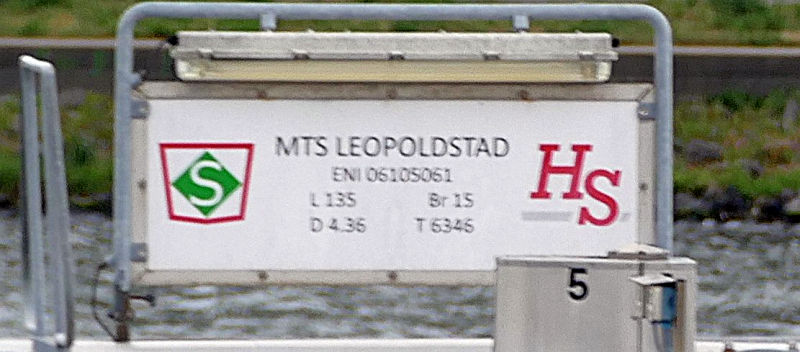 MTS LEOPOLDSTAD
ENI 06105061
L 135 Br 15
D 4.36 T 6346
S
HS
5